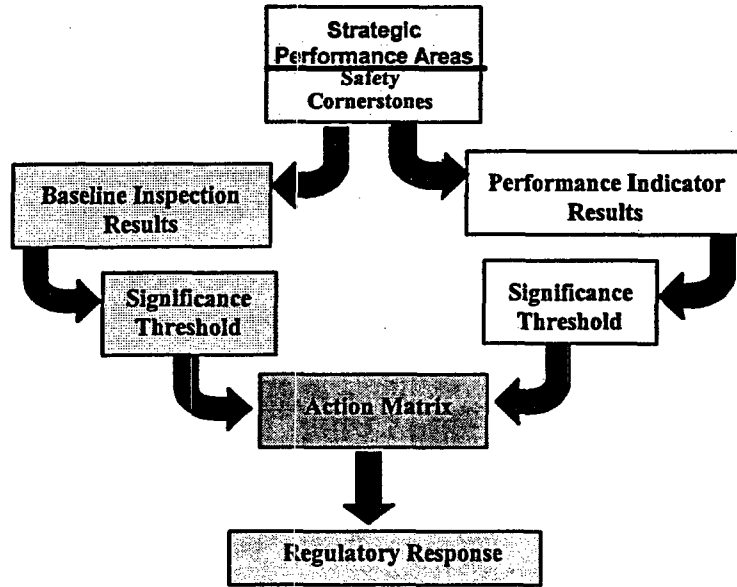 Strategic
Performance Areas
Safety
Cornerstones
Baseline Inspection
Results
Performance Indicator
Results
Significance
Threshold
Significance
Threshold
Action Matrix
Regulatory Response